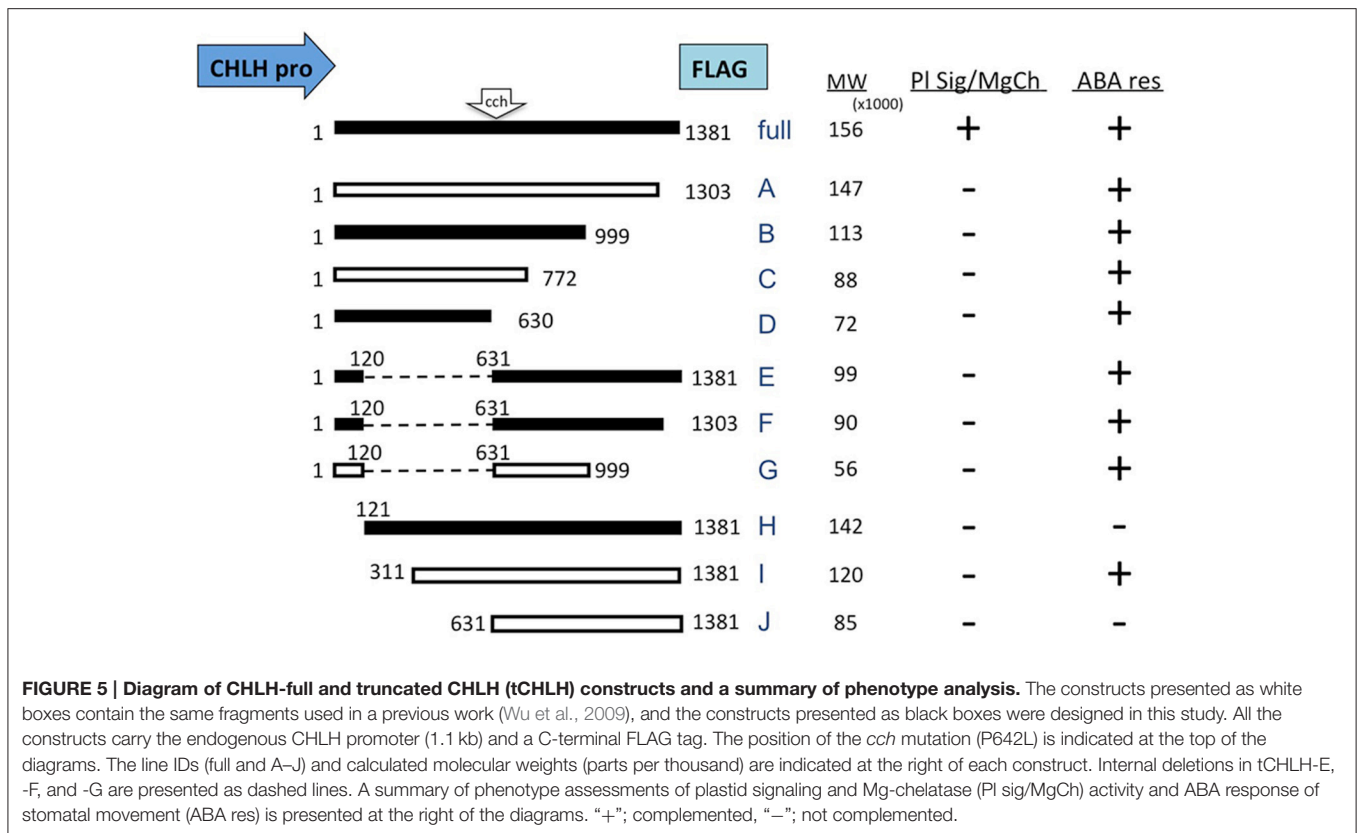 CHLH pro
FLAG
MW (x1000) Pl Sig/MgCh ABA res
cch
1 1381 full 156 + +
1 1303 A 147 - +
1 999 B 113 - +
1 772 C 88 - +
1 630 D 72 - +
120 631
1 1381 E 99 - +
120 631
1 1303 F 90 - +
120 631
1 999 G 56 - +
121
1381 H 142 - -
311 1381 I 120 - +
631 1381 J 85 - -
FIGURE 5 | Diagram of CHLH-full and truncated CHLH (tCHLH) constructs and a summary of phenotype analysis. The constructs presented as white
boxes contain the same fragments used in a previous work (Wu et al., 2009), and the constructs presented as black boxes were designed in this study. All the
constructs carry the endogenous CHLH promoter (1.1 kb) and a C-terminal FLAG tag. The position of the cch mutation (P642L) is indicated at the top of the
diagrams. The line IDs (full and A–J) and calculated molecular weights (parts per thousand) are indicated at the right of each construct. Internal deletions in tCHLH-E,
-F, and -G are presented as dashed lines. A summary of phenotype assessments of plastid signaling and Mg-chelatase (Pl sig/MgCh) activity and ABA response of
stomatal movement (ABA res) is presented at the right of the diagrams. “+”; complemented, “−”; not complemented.